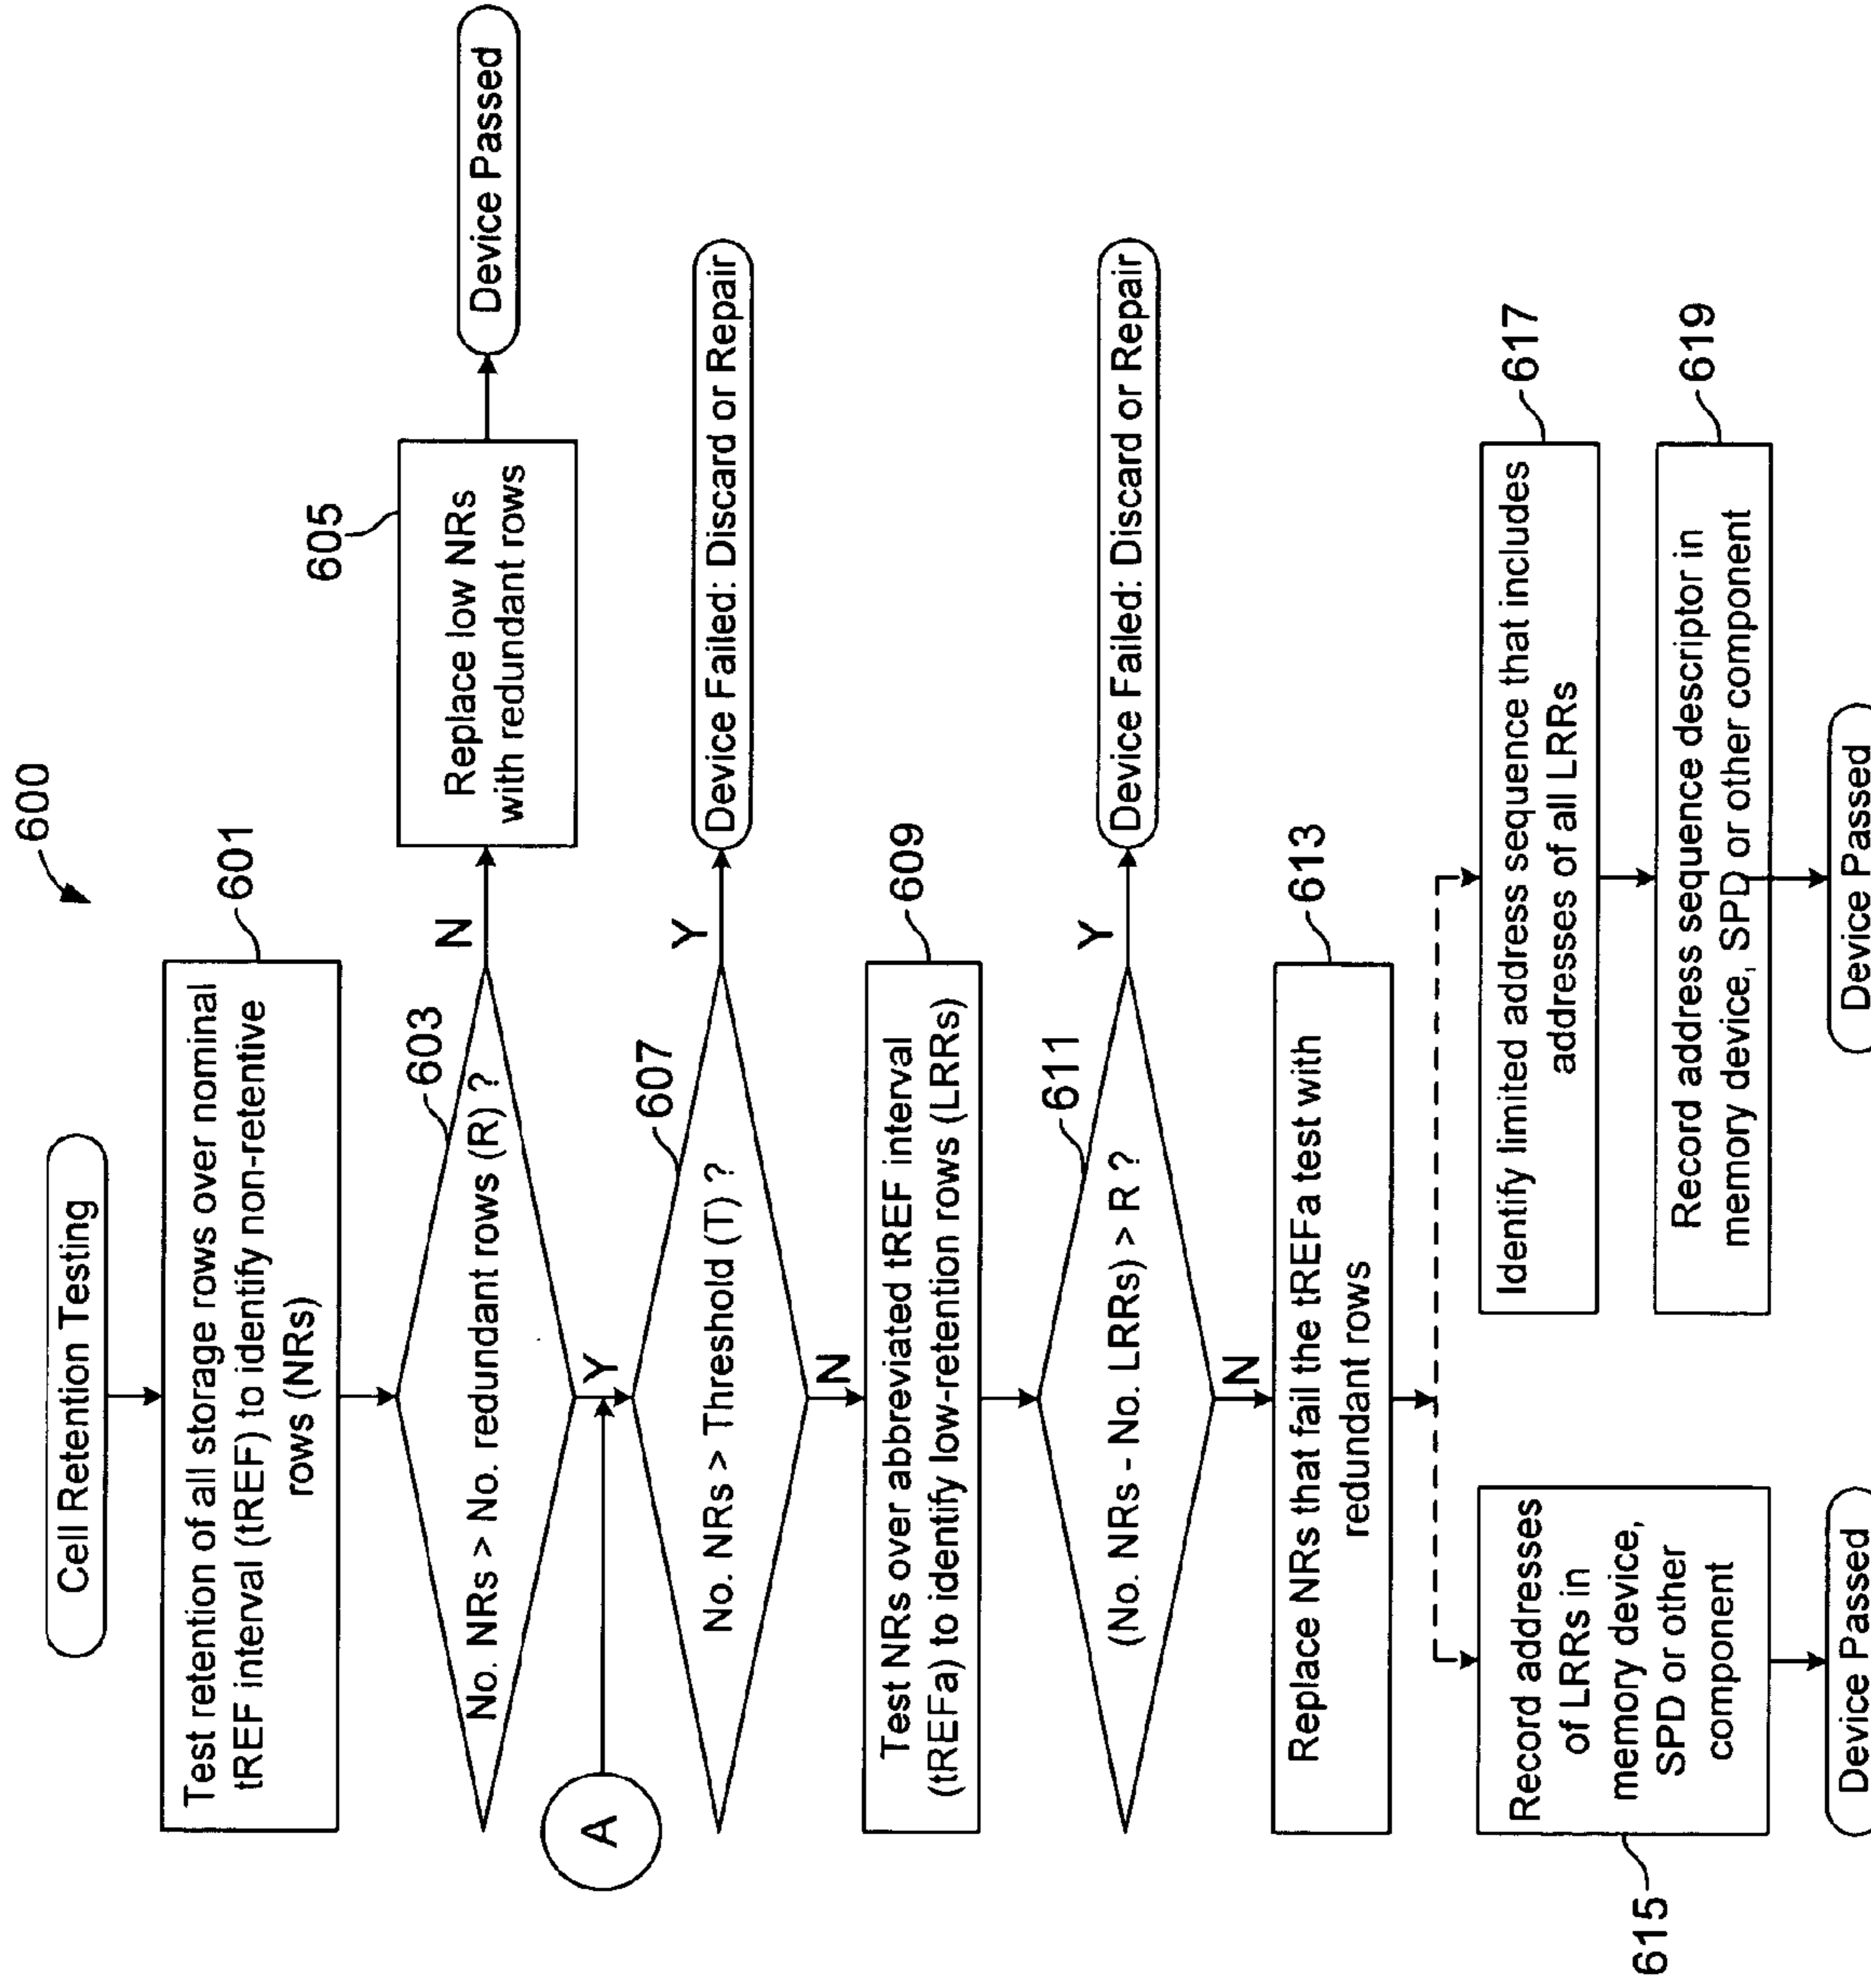 600
Cell Retention Testing
601
Test retention of all storage rows over nominal
tREF interval (tREF) to identify non-retentive
rows (NRs)
603
No. NRs > No. redundant rows (R) ?
N
605
Replace low NRs
with redundant rows
Device Passed
Y
A
607
No. NRs > Threshold (T) ?
Y
Device Failed: Discard or Repair
N
609
Test NRs over abbreviated tREF interval
(tREFa) to identify low-retention rows (LRRs)
611
(No. NRs - No. LRRs) > R ?
Y
Device Failed: Discard or Repair
N
613
Replace NRs that fail the tREFa test with
redundant rows
615
Record addresses
of LRRs in
memory device,
SPD or other
component
Device Passed
617
Identify limited address sequence that includes
addresses of all LRRs
619
Record address sequence descriptor in
memory device, SPD or other component
Device Passed